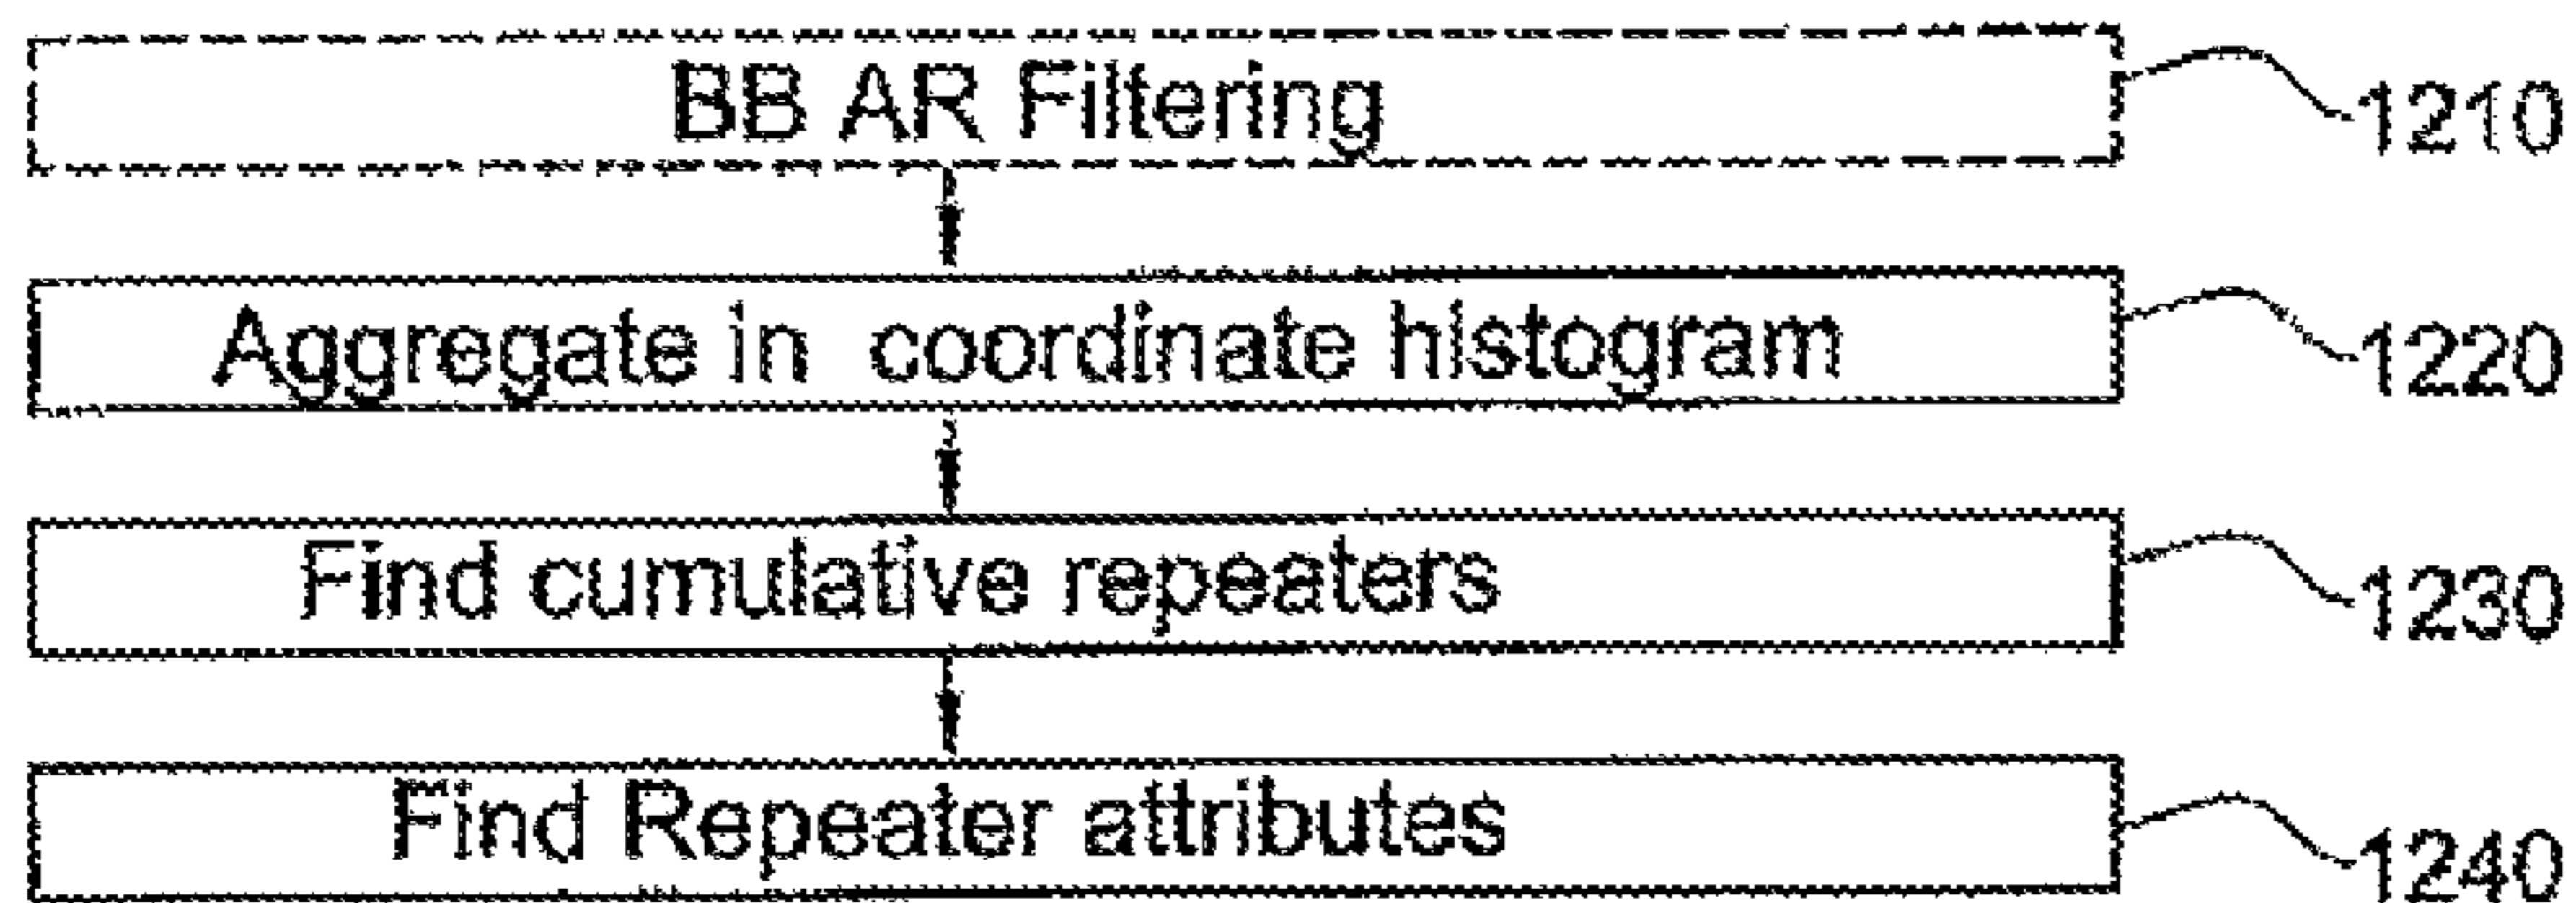 BB AR Filtering 1210
Aggregate in coordinate histogram 1220
Find cumulative repeaters 1230
Find Repeater attributes 1240